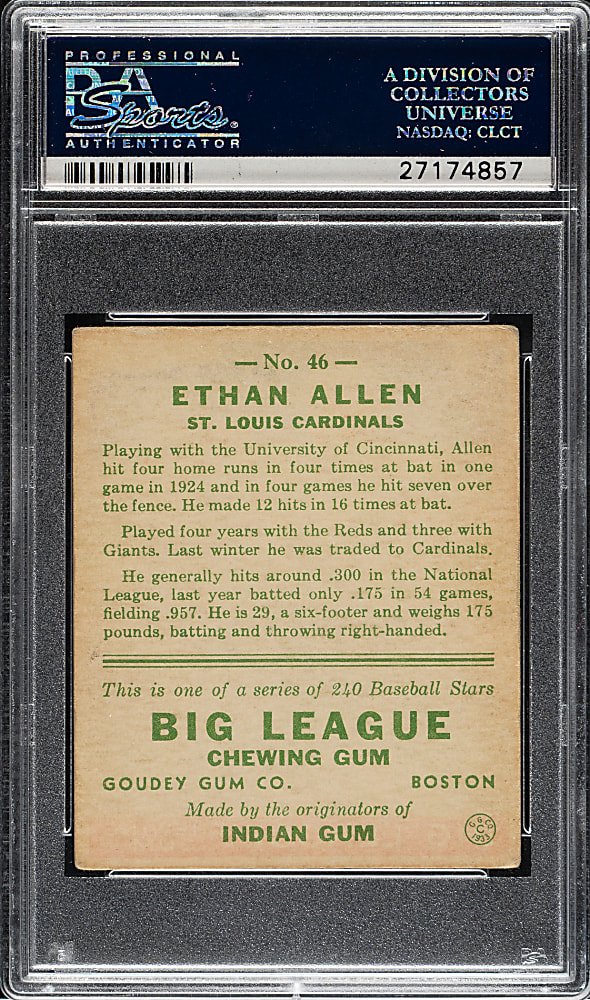 PROFESSIONAL
PSA
Sports
AUTHENTICATOR
A DIVISION OF
COLLECTORS
UNIVERSE
NASDAQ: CLCT
27174857
— No. 46 —
ETHAN ALLEN
ST. LOUIS CARDINALS
Playing with the University of Cincinnati, Allen
hit four home runs in four times at bat in one
game in 1924 and in four games he hit seven over
the fence. He made 12 hits in 16 times at bat.
Played four years with the Reds and three with
Giants. Last winter he was traded to Cardinals.
He generally hits around .300 in the National
League, last year batted only .175 in 54 games,
fielding .957. He is 29, a six-footer and weighs 175
pounds, batting and throwing right-handed.
This is one of a series of 240 Baseball Stars
BIG LEAGUE
CHEWING GUM
GOUDEY GUM CO. BOSTON
Made by the originators of
INDIAN GUM
G. G. CO.
C
1933